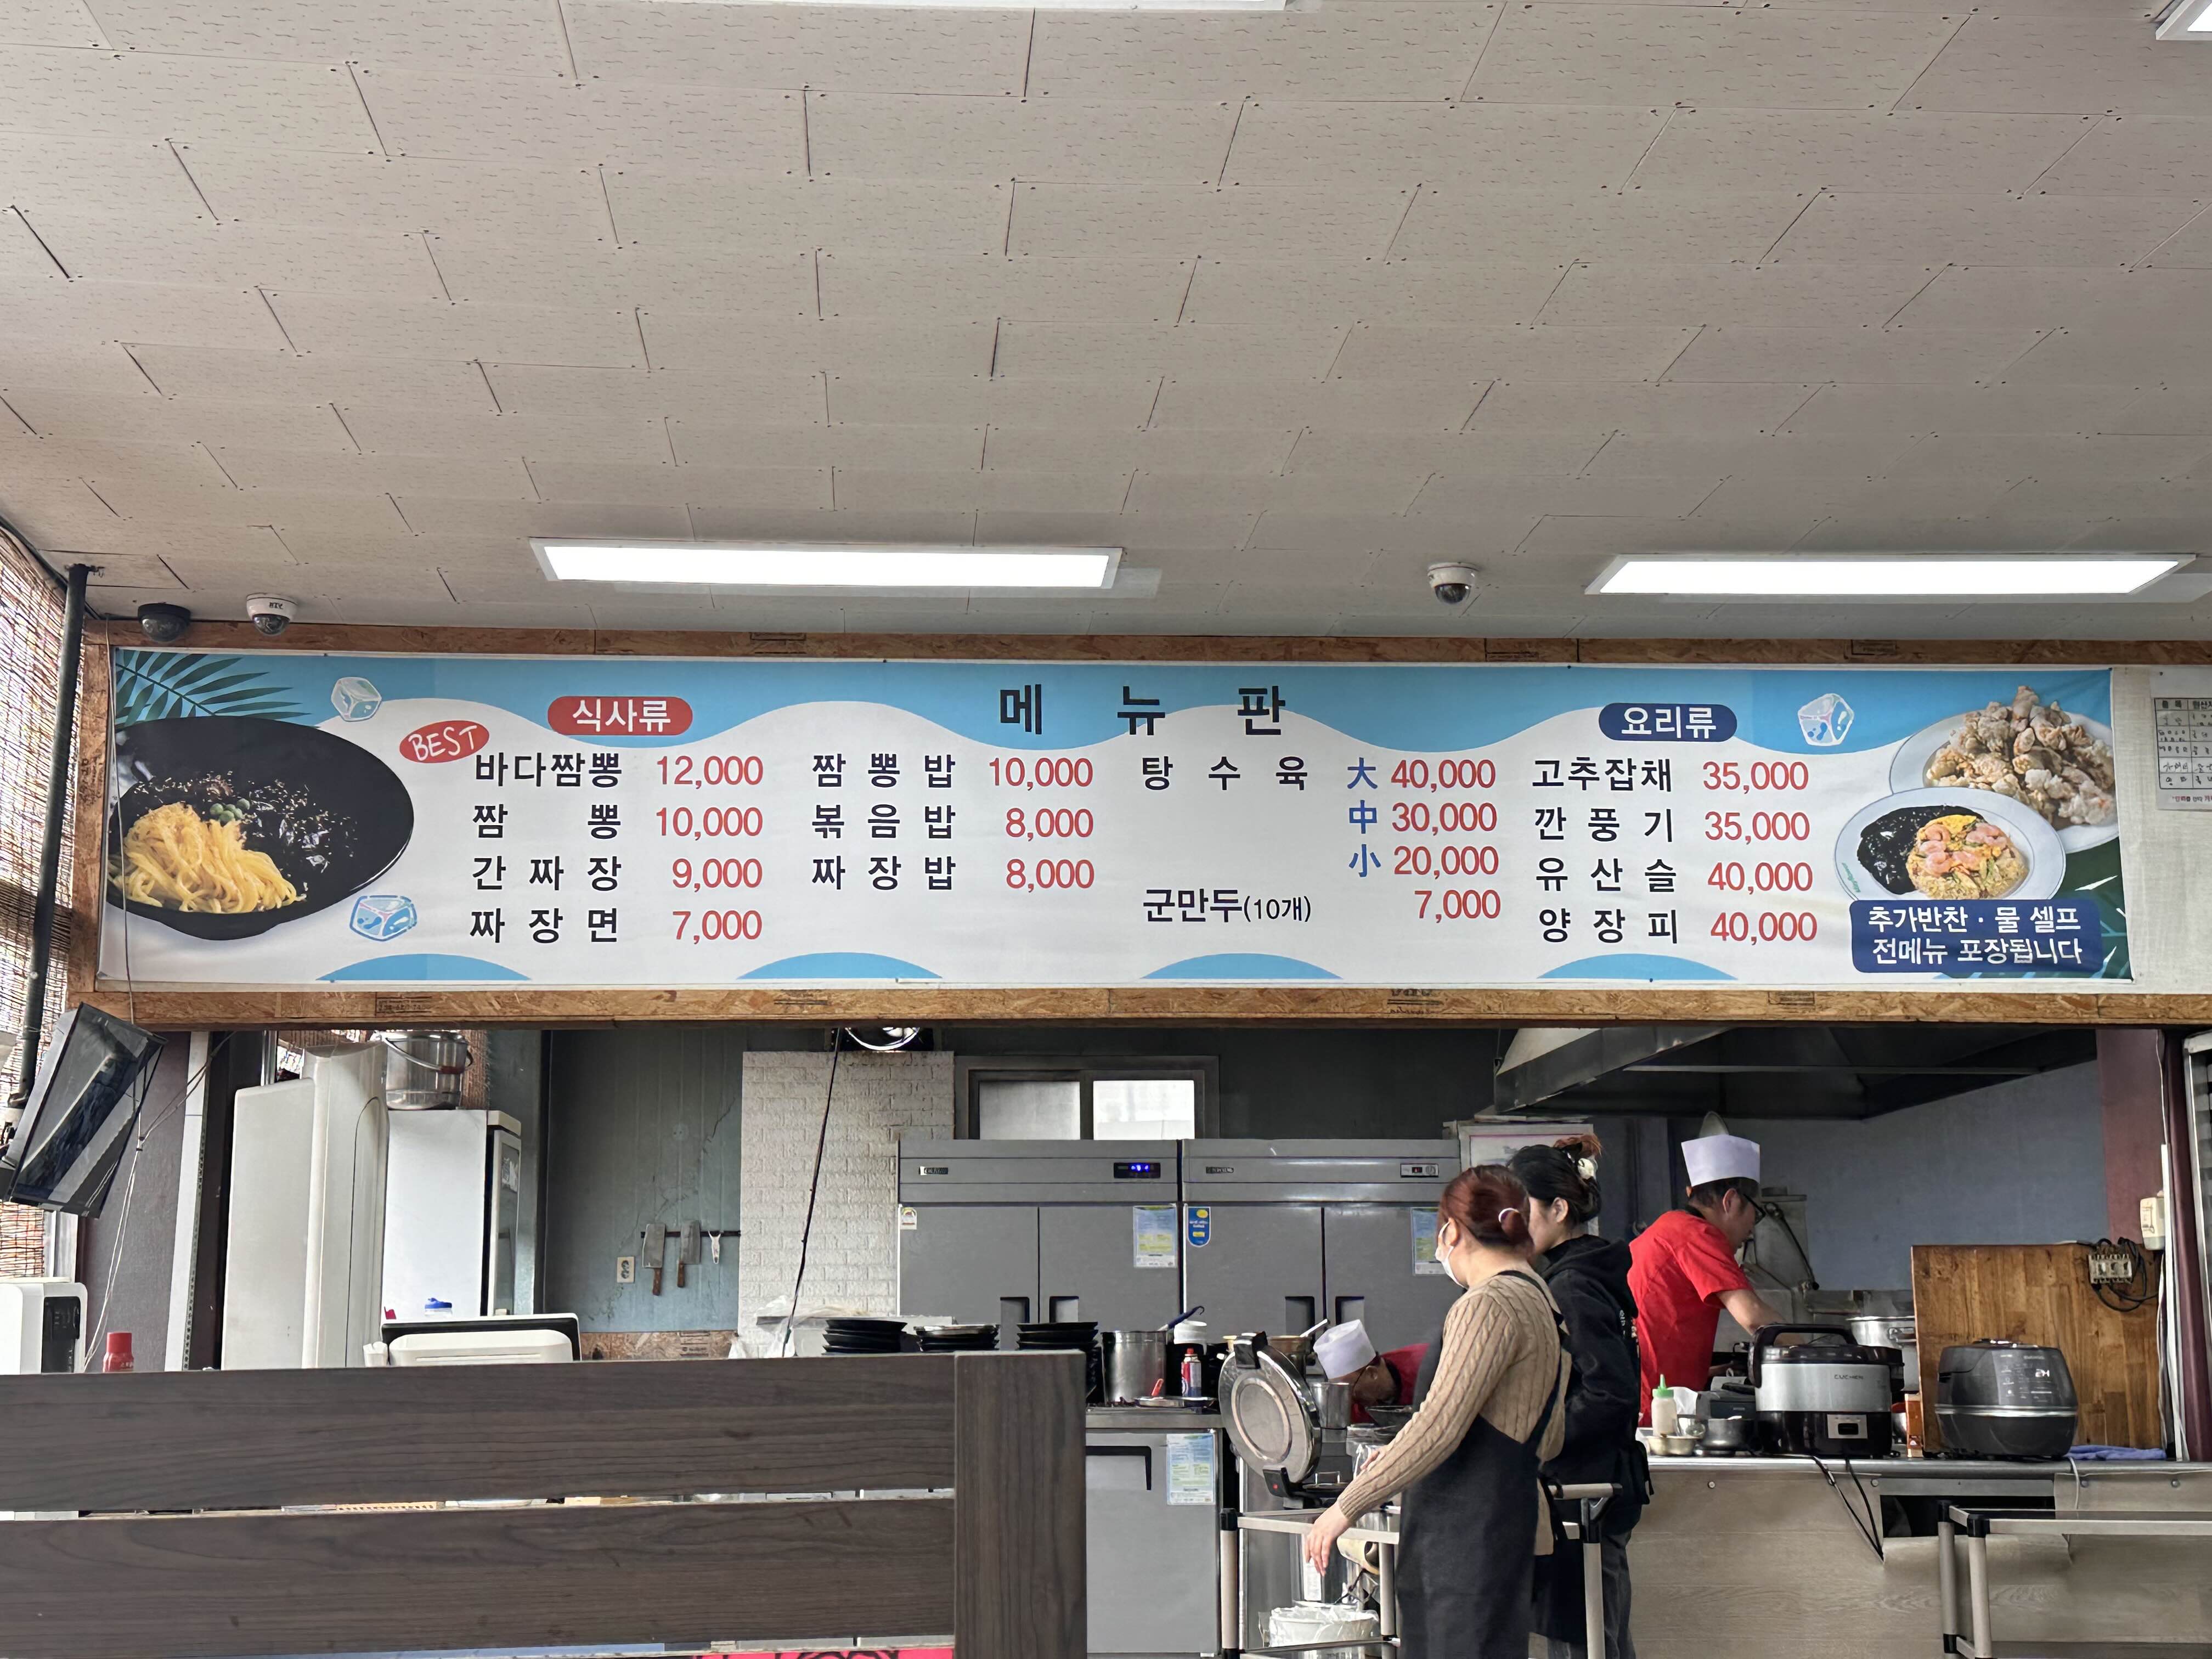 메뉴판
식사류
BEST
바다짬뽕 12,000
짬뽕 10,000
간짜장 9,000
짜장면 7,000
짬뽕밥 10,000
볶음밥 8,000
짜장밥 8,000
탕수육 大 40,000
中 30,000
小 20,000
군만두(10개) 7,000
요리류
고추잡채 35,000
깐풍기 35,000
유산슬 40,000
양장피 40,000
추가반찬·물 셀프
전메뉴 포장됩니다
CUCHEN